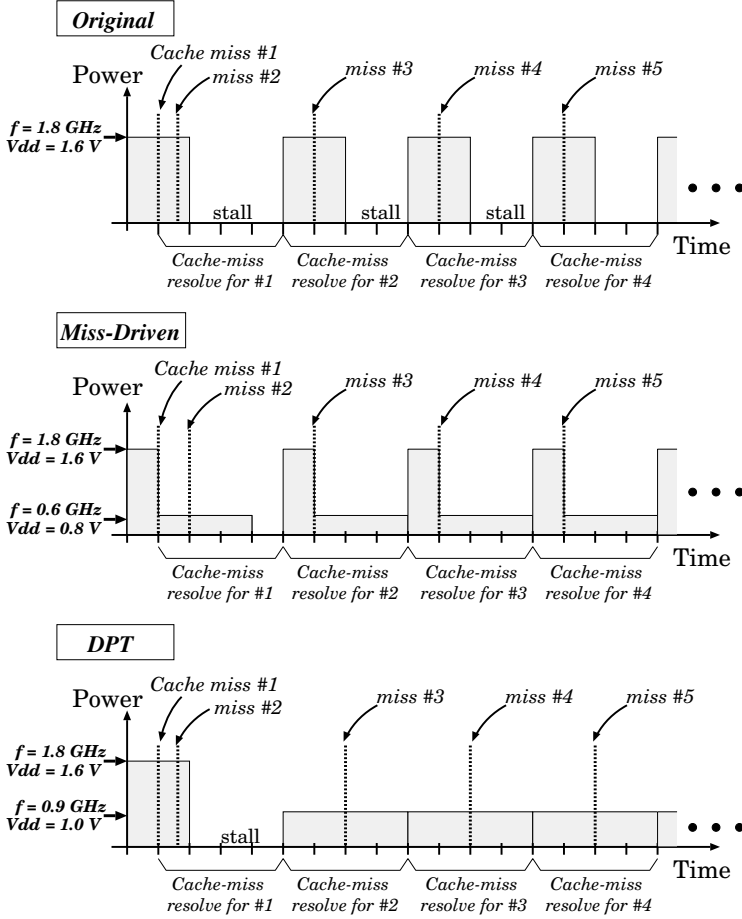 Original
Cache miss #1
Power
miss #2
miss #3
miss #4
miss #5
f = 1.8 GHz
Vdd = 1.6 V
stall
stall
stall
Time
Cache-miss
resolve for #1
Cache-miss
resolve for #2
Cache-miss
resolve for #3
Cache-miss
resolve for #4
Miss-Driven
Cache miss #1
Power
miss #2
miss #3
miss #4
miss #5
f = 1.8 GHz
Vdd = 1.6 V
f = 0.6 GHz
Vdd = 0.8 V
Time
Cache-miss
resolve for #1
Cache-miss
resolve for #2
Cache-miss
resolve for #3
Cache-miss
resolve for #4
DPT
Cache miss #1
Power
miss #2
miss #3
miss #4
miss #5
f = 1.8 GHz
Vdd = 1.6 V
f = 0.9 GHz
Vdd = 1.0 V
stall
Time
Cache-miss
resolve for #1
Cache-miss
resolve for #2
Cache-miss
resolve for #3
Cache-miss
resolve for #4